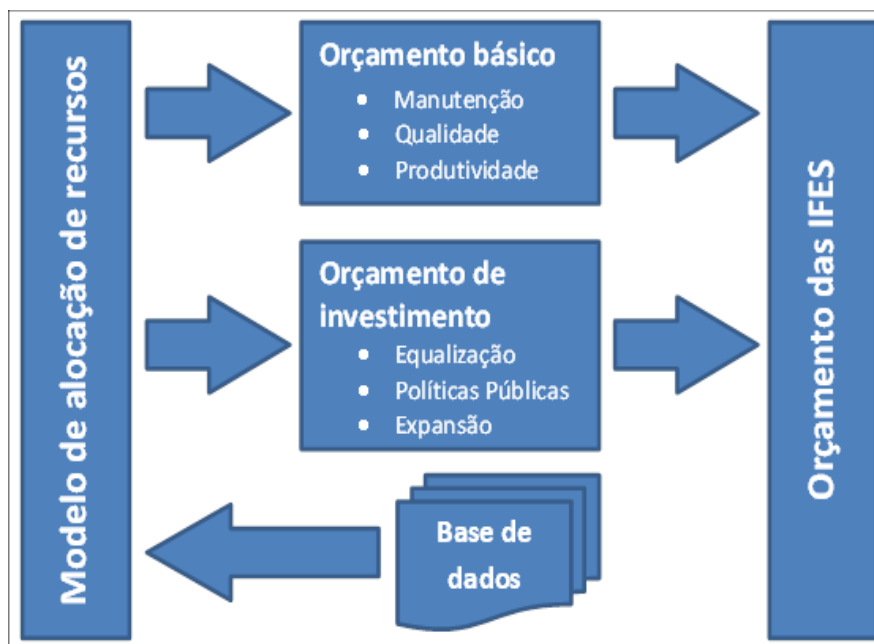 Modelo de alocação de recursos
Orçamento básico
• Manutenção
• Qualidade
• Produtividade
Orçamento de
investimento
• Equalização
• Políticas Públicas
• Expansão
Base de
dados
Orçamento das IFES